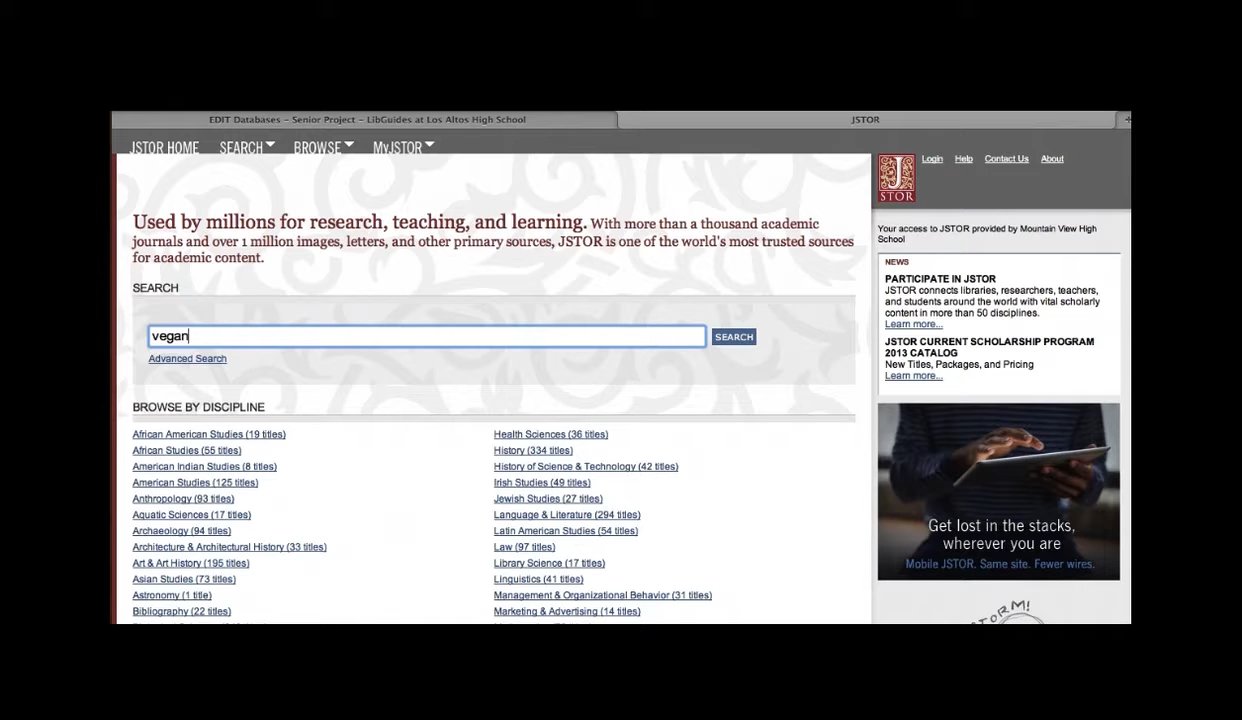 EDIT Databases – Senior Project – LibGuides at Los Altos High School
JSTOR
+
JSTOR HOME SEARCH BROWSE MyJSTOR
JSTOR
Login Help Contact Us About
Used by millions for research, teaching, and learning. With more than a thousand academic
journals and over 1 million images, letters, and other primary sources, JSTOR is one of the world's most trusted sources
for academic content.
SEARCH
vegan
SEARCH
Advanced Search
BROWSE BY DISCIPLINE
African American Studies (19 titles)
African Studies (55 titles)
American Indian Studies (8 titles)
American Studies (125 titles)
Anthropology (93 titles)
Aquatic Sciences (17 titles)
Archaeology (94 titles)
Architecture & Architectural History (33 titles)
Art & Art History (195 titles)
Asian Studies (73 titles)
Astronomy (1 title)
Bibliography (22 titles)
Health Sciences (36 titles)
History (334 titles)
History of Science & Technology (42 titles)
Irish Studies (49 titles)
Jewish Studies (27 titles)
Language & Literature (294 titles)
Latin American Studies (54 titles)
Law (97 titles)
Library Science (17 titles)
Linguistics (41 titles)
Management & Organizational Behavior (31 titles)
Marketing & Advertising (14 titles)
Your access to JSTOR provided by Mountain View High
School
NEWS
PARTICIPATE IN JSTOR
JSTOR connects libraries, researchers, teachers,
and students around the world with vital scholarly
content in more than 50 disciplines.
Learn more...
JSTOR CURRENT SCHOLARSHIP PROGRAM
2013 CATALOG
New Titles, Packages, and Pricing
Learn more...
Get lost in the stacks,
wherever you are
Mobile JSTOR. Same site. Fewer wires.